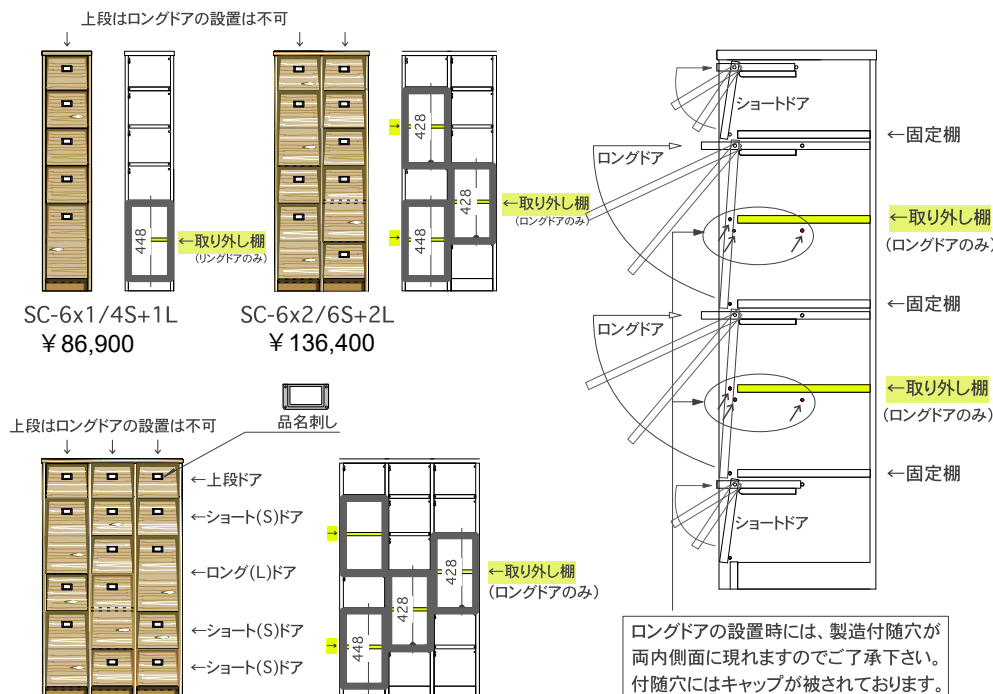 上段はロングドアの設置は不可
428
428
448
448
←取り外し棚
(リングドアのみ)
←取り外し棚
(ロングドアのみ)
→
→
SC-6x1/4S+1L
￥86,900
SC-6x2/6S+2L
￥136,400
上段はロングドアの設置は不可
品名刺し
←上段ドア
←ショート(S)ドア
←ロング(L)ドア
←ショート(S)ドア
←ショート(S)ドア
→
→
428
428
448
←取り外し棚
(ロングドアのみ)
ショートドア
←固定棚
ロングドア
←取り外し棚
(ロングドアのみ)
←固定棚
ロングドア
←取り外し棚
(ロングドアのみ)
←固定棚
ショートドア
ロングドアの設置時には、製造付随穴が
両内側面に現れますのでご了承下さい。
付随穴にはキャップが被されております。